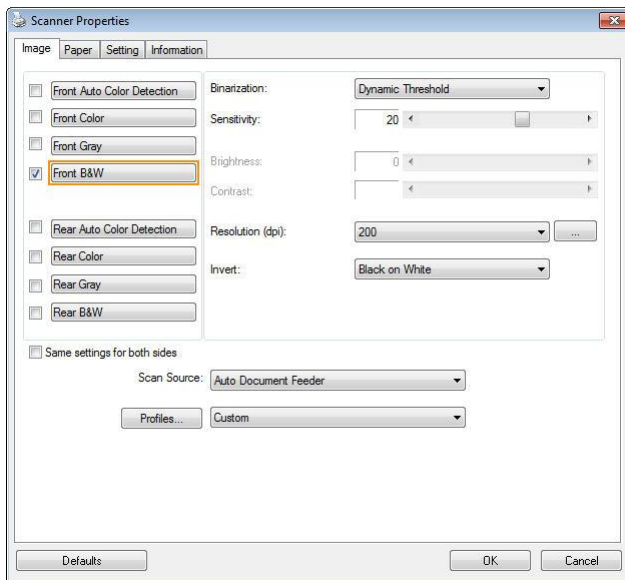 Scanner Properties
Image Paper Setting Information
Front Auto Color Detection
Front Color
Front Gray
Front B&W
Rear Auto Color Detection
Rear Color
Rear Gray
Rear B&W
Binarization: Dynamic Threshold
Sensitivity: 20
Brightness: 0
Contrast:
Resolution (dpi): 200 ...
Invert: Black on White
Same settings for both sides
Scan Source: Auto Document Feeder
Profiles... Custom
Defaults OK Cancel